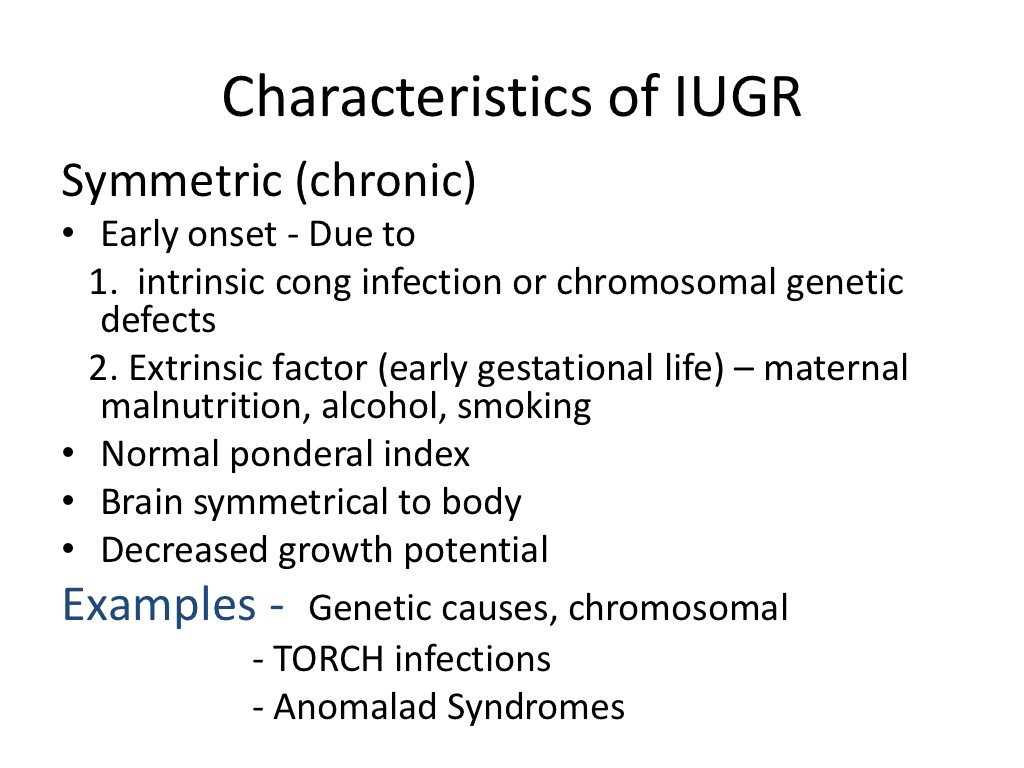 Characteristics of IUGR
Symmetric (chronic)
• Early onset - Due to
1. intrinsic cong infection or chromosomal genetic
defects
2. Extrinsic factor (early gestational life) – maternal
malnutrition, alcohol, smoking
• Normal ponderal index
• Brain symmetrical to body
• Decreased growth potential
Examples - Genetic causes, chromosomal
- TORCH infections
- Anomalad Syndromes